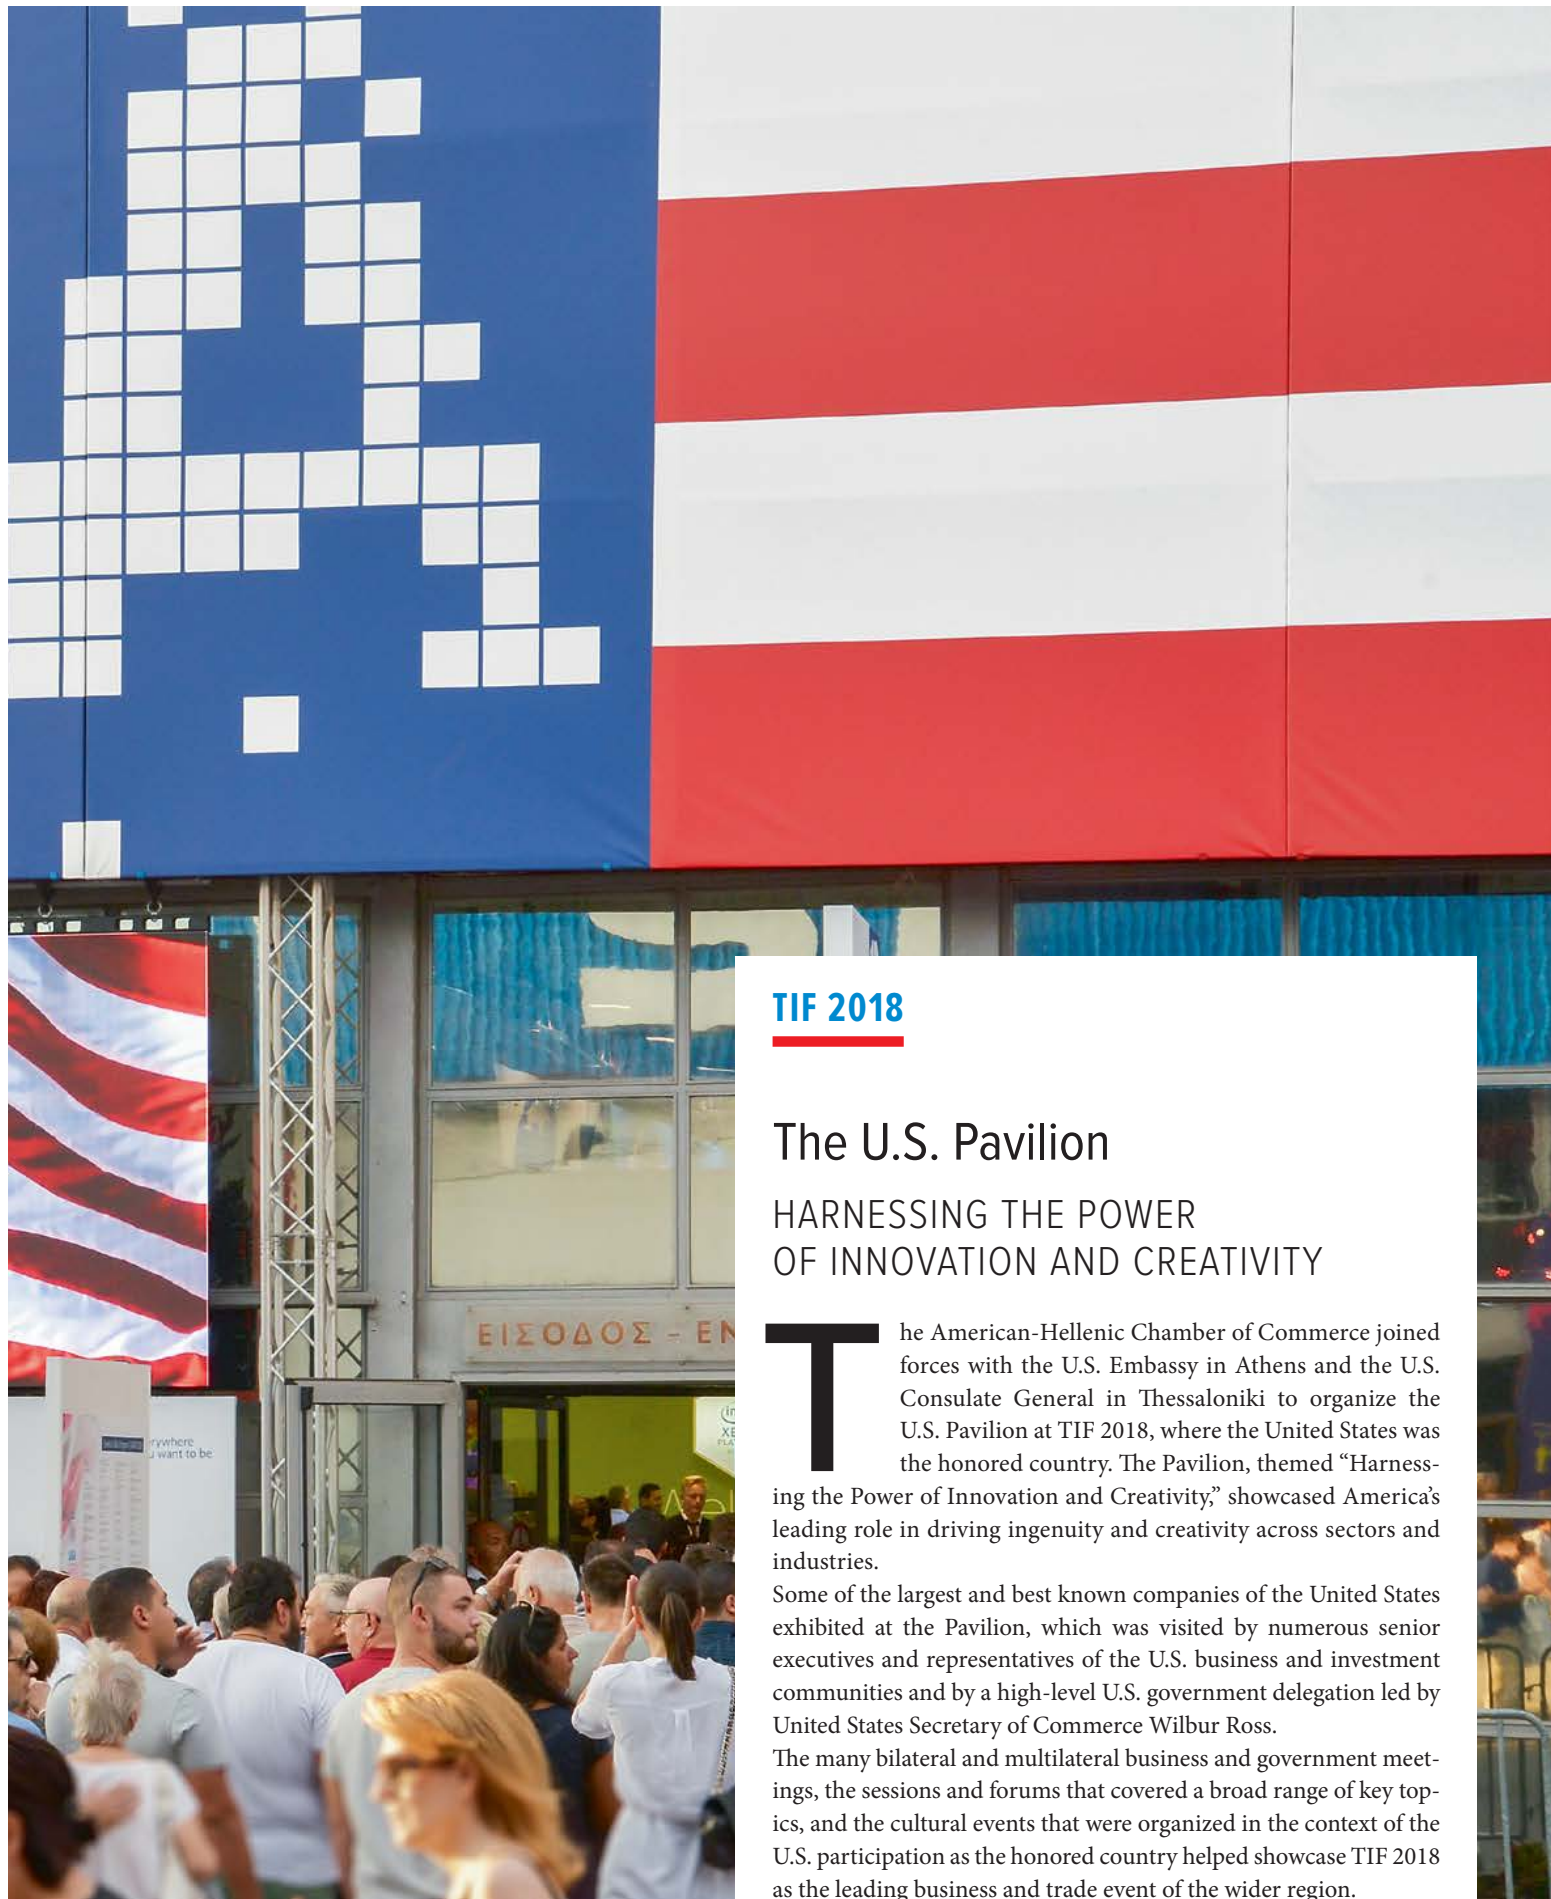 TIF 2018
The U.S. Pavilion
HARNESSING THE POWER
OF INNOVATION AND CREATIVITY
The American-Hellenic Chamber of Commerce joined
forces with the U.S. Embassy in Athens and the U.S.
Consulate General in Thessaloniki to organize the
U.S. Pavilion at TIF 2018, where the United States was
the honored country. The Pavilion, themed “Harness-
ing the Power of Innovation and Creativity,” showcased America’s
leading role in driving ingenuity and creativity across sectors and
industries.
Some of the largest and best known companies of the United States
exhibited at the Pavilion, which was visited by numerous senior
executives and representatives of the U.S. business and investment
communities and by a high-level U.S. government delegation led by
United States Secretary of Commerce Wilbur Ross.
The many bilateral and multilateral business and government meet-
ings, the sessions and forums that covered a broad range of key top-
ics, and the cultural events that were organized in the context of the
U.S. participation as the honored country helped showcase TIF 2018
as the leading business and trade event of the wider region.
ΕΙΣΟΔΟΣ - EN
want to be